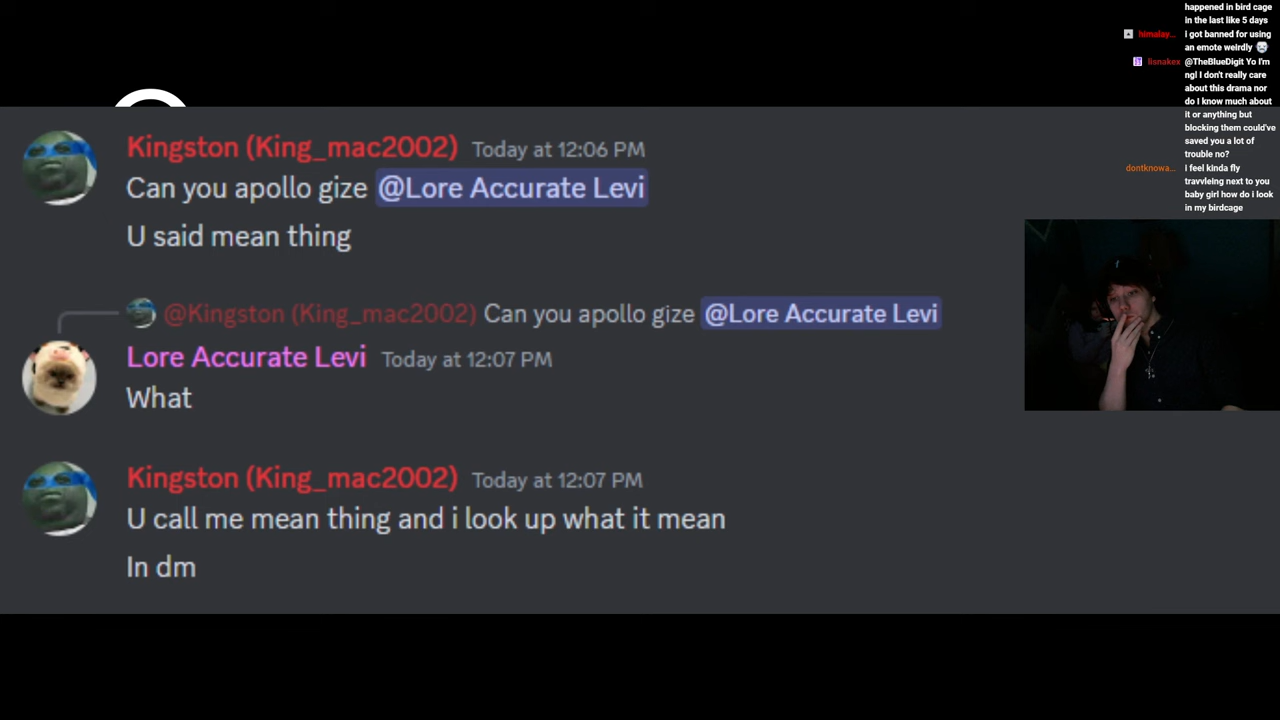 Kingston (King_mac2002) Today at 12:06 PM
Can you apollo gize @Lore Accurate Levi
U said mean thing
@Kingston (King_mac2002) Can you apollo gize @Lore Accurate Levi
Lore Accurate Levi Today at 12:07 PM
What
Kingston (King_mac2002) Today at 12:07 PM
U call me mean thing and i look up what it mean
In dm
happened in bird cage
in the last like 5 days
himalay... i got banned for using
an emote weirdly
lisnakex @TheBlueDigit Yo I'm
ngl I don't really care
about this drama nor
do I know much about
it or anything but
blocking them could've
saved you a lot of
trouble no?
dontknowa... i feel kinda fly
travvleing next to you
baby girl how do i look
in my birdcage